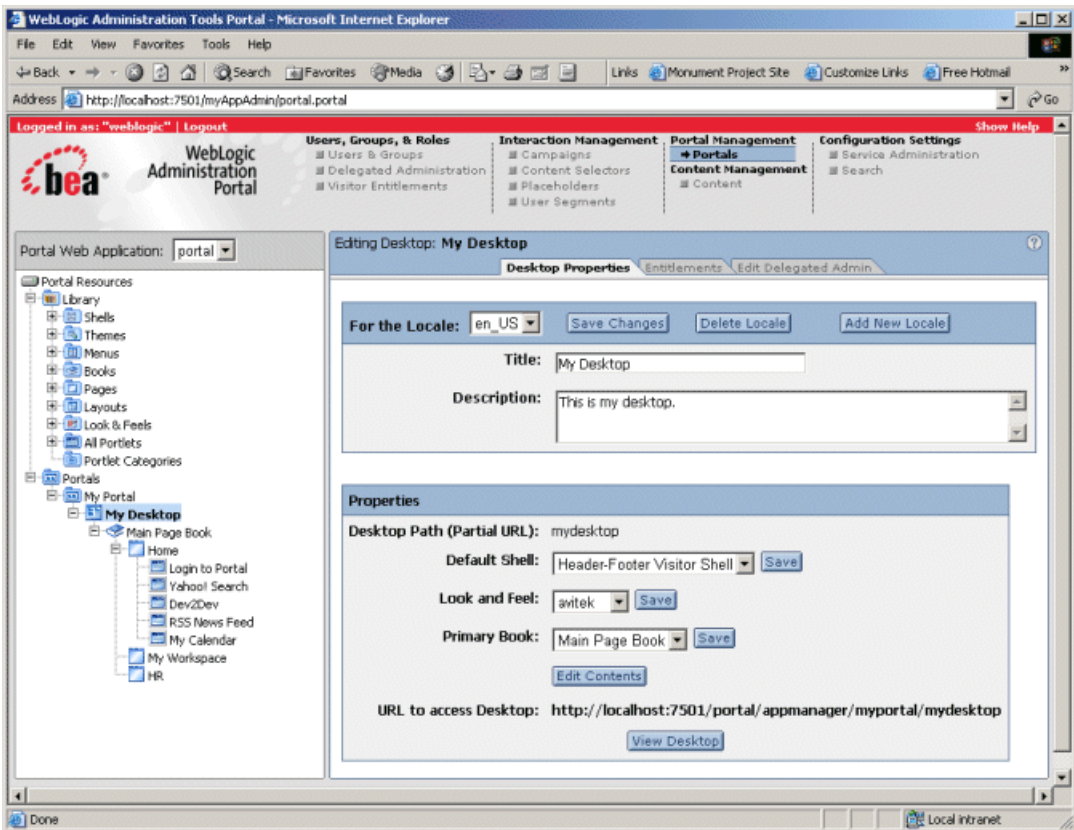 WebLogic Administration Tools Portal - Microsoft Internet Explorer
File Edit View Favorites Tools Help
Back Search Favorites Media Links Monument Project Site Customize Links Free Hotmail »
Address http://localhost:7501/myAppAdmin/portal.portal Go
Logged in as: "weblogic" | Logout Show Help
bea WebLogic Administration Portal
Users, Groups, & Roles
Users & Groups
Delegated Administration
Visitor Entitlements
Interaction Management
Campaigns
Content Selectors
Placeholders
User Segments
Portal Management
Portals
Content Management
Content
Configuration Settings
Service Administration
Search
Portal Web Application: portal
Portal Resources
Library
Shells
Themes
Menus
Books
Pages
Layouts
Look & Feels
All Portlets
Portlet Categories
Portals
My Portal
My Desktop
Main Page Book
Home
Login to Portal
Yahoo! Search
Dev2Dev
RSS News Feed
My Calendar
My Workspace
HR
Editing Desktop: My Desktop ?
Desktop Properties Entitlements Edit Delegated Admin
For the Locale: en_US Save Changes Delete Locale Add New Locale
Title: My Desktop
Description: This is my desktop.
Properties
Desktop Path (Partial URL): mydesktop
Default Shell: Header-Footer Visitor Shell Save
Look and Feel: avitek Save
Primary Book: Main Page Book Save
Edit Contents
URL to access Desktop: http://localhost:7501/portal/appmanager/myportal/mydesktop
View Desktop
Done Local intranet